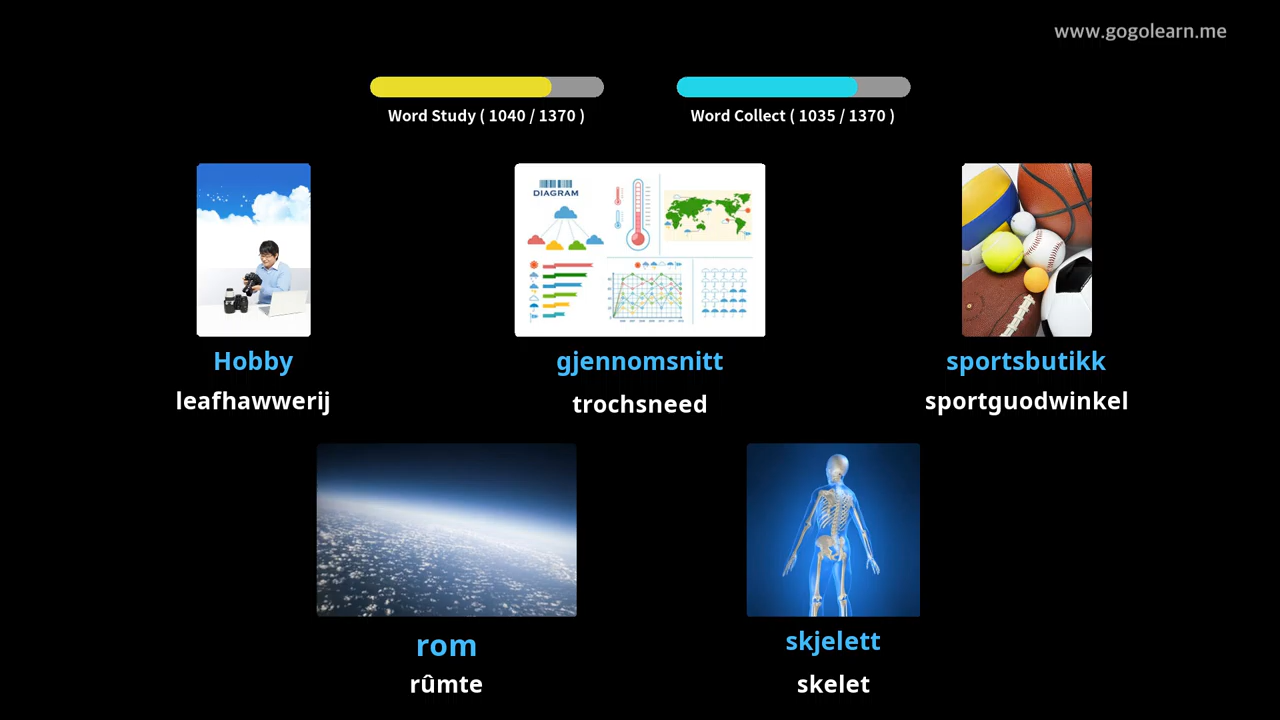 www.gogolearn.me
Word Study ( 1040 / 1370 )
Word Collect ( 1035 / 1370 )
DIAGRAM
Hobby
leafhawwerij
gjennomsnitt
trochsneed
sportsbutikk
sportguodwinkel
rom
rûmte
skjelett
skelet